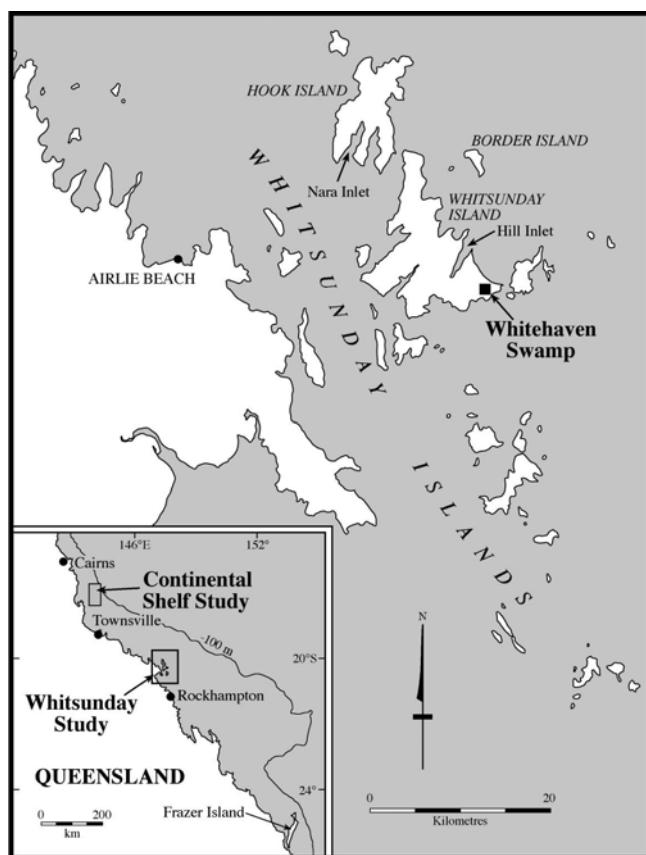 HOOK ISLAND
BORDER ISLAND
Nara Inlet
WHITSUNDAY
ISLAND
Hill Inlet
WHITSUNDAY
ISLANDS
AIRLIE BEACH
Whitehaven
Swamp
146°E
152°
Cairns
Continental
Shelf Study
Townsville
-100 m
20°S
Whitsunday
Study
Rockhampton
QUEENSLAND
24°
0 200
km
Frazer Island
N
0 20
Kilometres